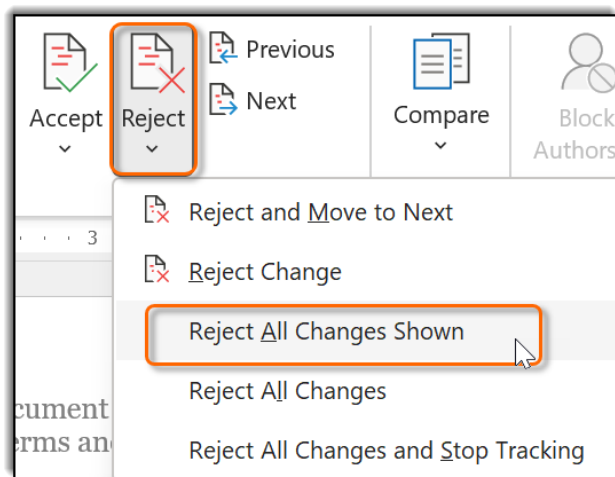 Accept
Reject
Previous
Next
Compare
Block
Authors
3
Reject and Move to Next
Reject Change
Reject All Changes Shown
Reject All Changes
Reject All Changes and Stop Tracking
cument
erms an